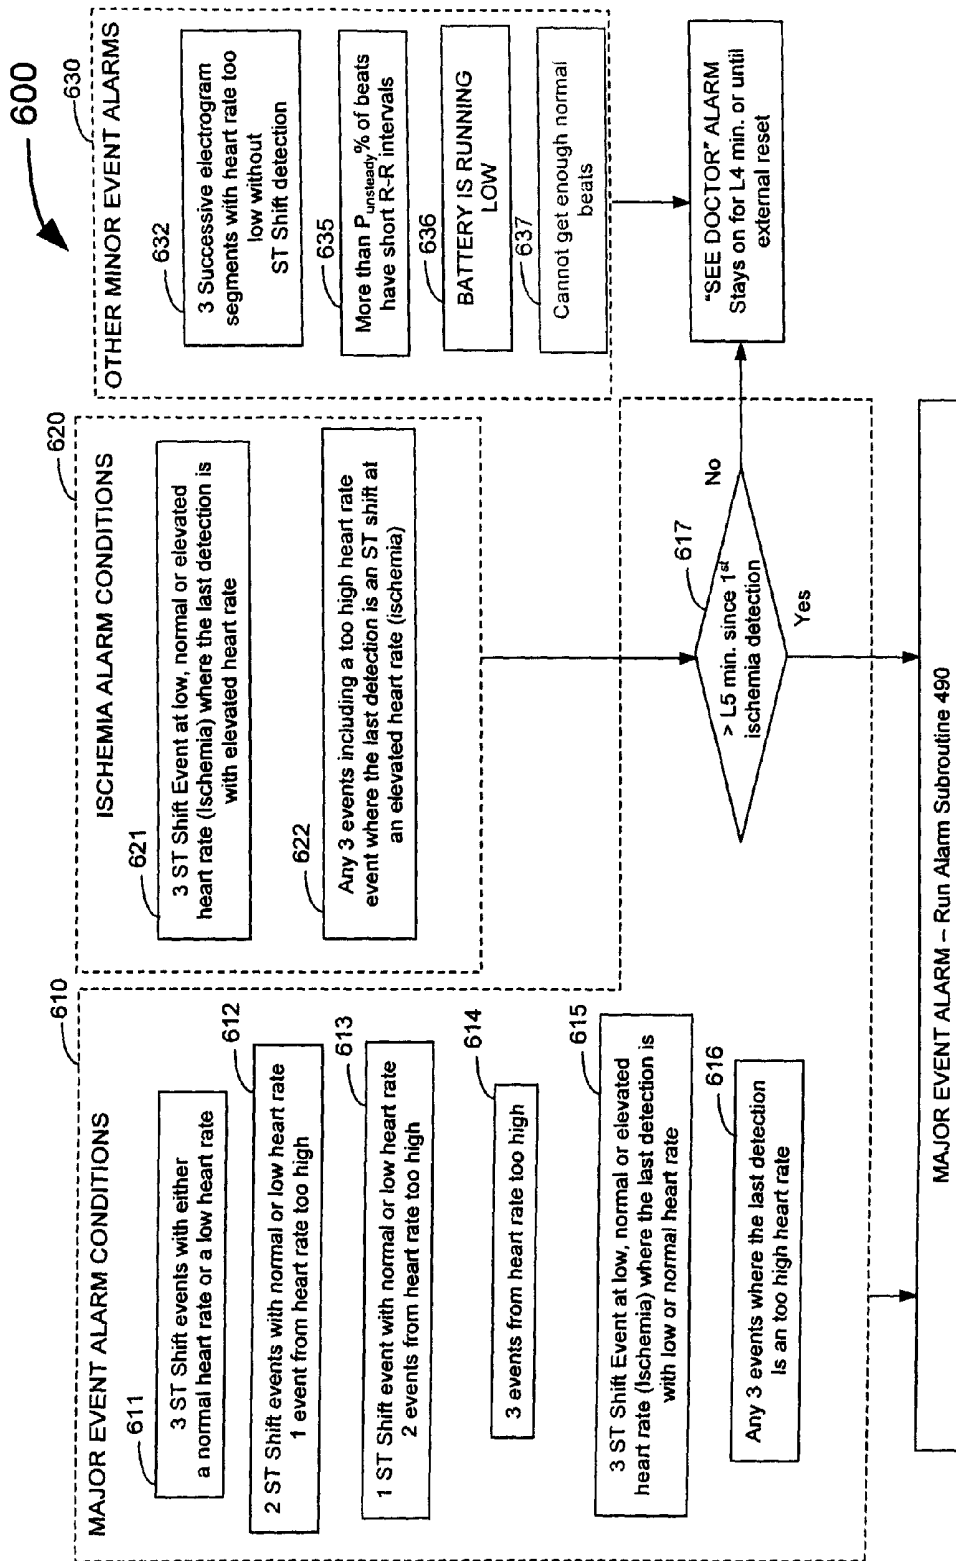 600
MAJOR EVENT ALARM CONDITIONS
610
611
3 ST Shift events with either
a normal heart rate or a low heart rate
612
2 ST Shift events with normal or low heart rate
1 event from heart rate too high
613
1 ST Shift event with normal or low heart rate
2 events from heart rate too high
614
3 events from heart rate too high
615
3 ST Shift Event at low, normal or elevated
heart rate (Ischemia) where the last detection is
with low or normal heart rate
616
Any 3 events where the last detection
Is an too high heart rate
ISCHEMIA ALARM CONDITIONS
620
621
3 ST Shift Event at low, normal or elevated
heart rate (Ischemia) where the last detection is
with elevated heart rate
622
Any 3 events including a too high heart rate
event where the last detection is an ST shift at
an elevated heart rate (ischemia)
617
> L5 min. since 1st
ischemia detection
No
Yes
OTHER MINOR EVENT ALARMS
630
632
3 Successive electrogram
segments with heart rate too
low without
ST Shift detection
635
More than Punsteady% of beats
have short R-R intervals
636
BATTERY IS RUNNING
LOW
637
Cannot get enough normal
beats
"SEE DOCTOR" ALARM
Stays on for L4 min. or until
external reset
MAJOR EVENT ALARM – Run Alarm Subroutine 490